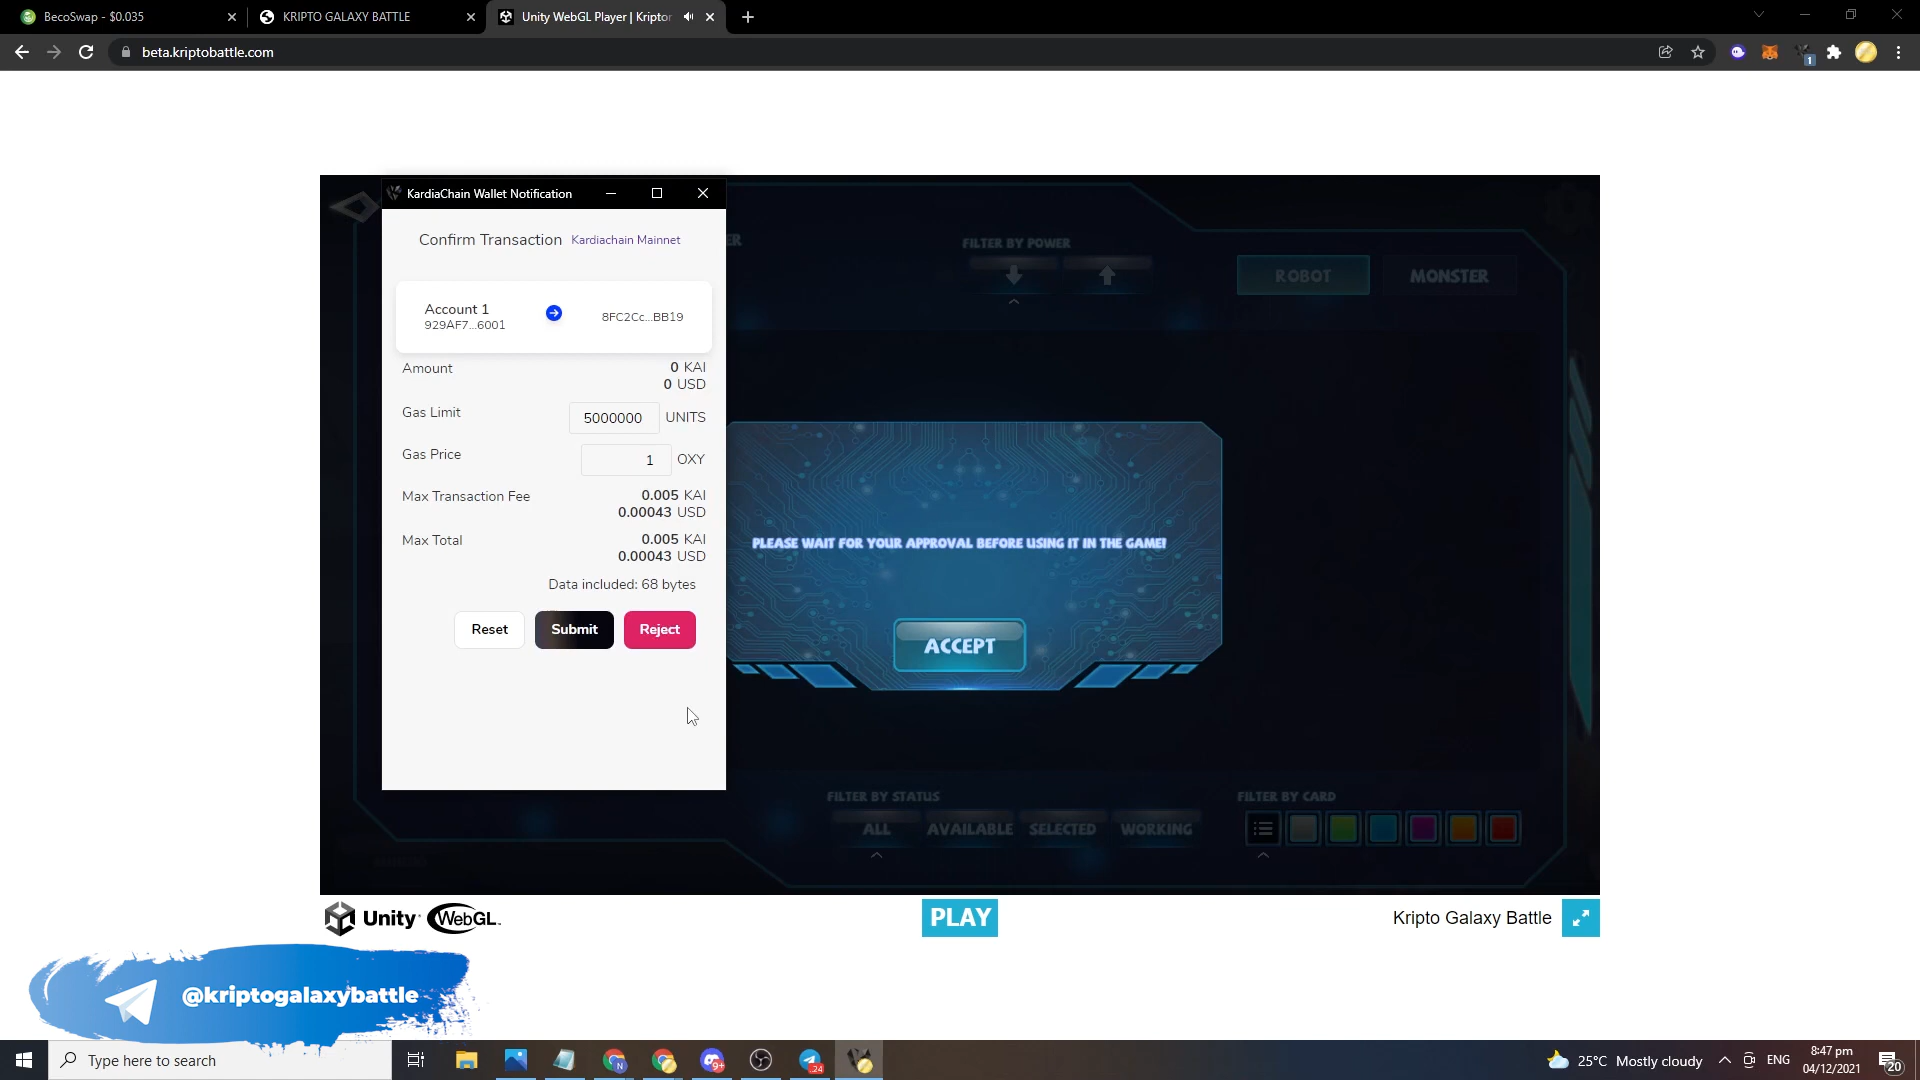 BecoSwap - $0.035
KRIPTO GALAXY BATTLE
Unity WebGL Player | Kripto
beta.kriptobattle.com
1
KardiaChain Wallet Notification
Confirm Transaction Kardiachain Mainnet
Account 1
929AF7...6001
8FC2Cc...BB19
Amount
0 KAI
0 USD
Gas Limit
5000000 UNITS
Gas Price
1 OXY
Max Transaction Fee
0.005 KAI
0.00043 USD
Max Total
0.005 KAI
0.00043 USD
Data included: 68 bytes
Reset
Submit
Reject
FILTER BY POWER
ROBOT
MONSTER
PLEASE WAIT FOR YOUR APPROVAL BEFORE USING IT IN THE GAME!
ACCEPT
FILTER BY STATUS
ALL
AVAILABLE
SELECTED
WORKING
FILTER BY CARD
Unity
WebGL
PLAY
Kripto Galaxy Battle
@kriptogalaxybattle
Type here to search
N
9+
24
25°C Mostly cloudy
ENG
8:47 pm
04/12/2021
20